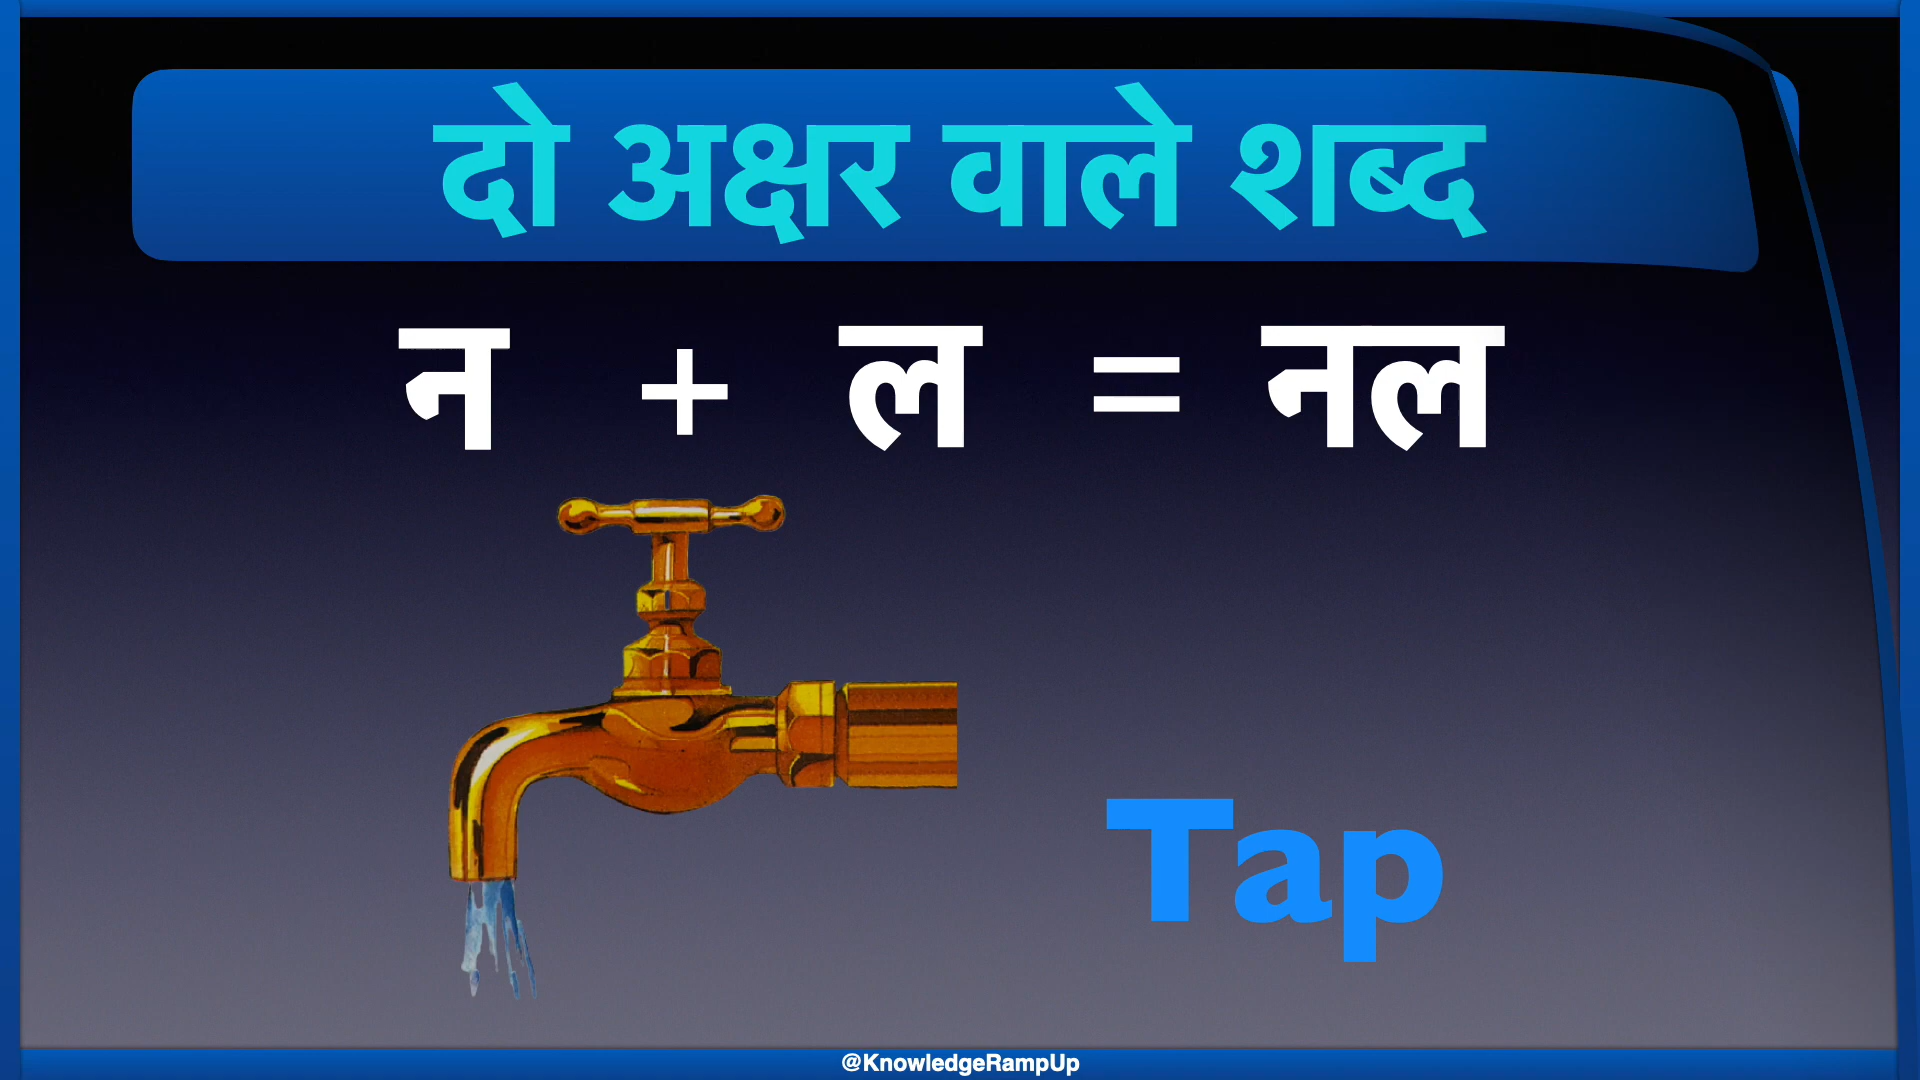 दो अक्षर वाले शब्द
न + ल = नल
Tap
@KnowledgeRampUp